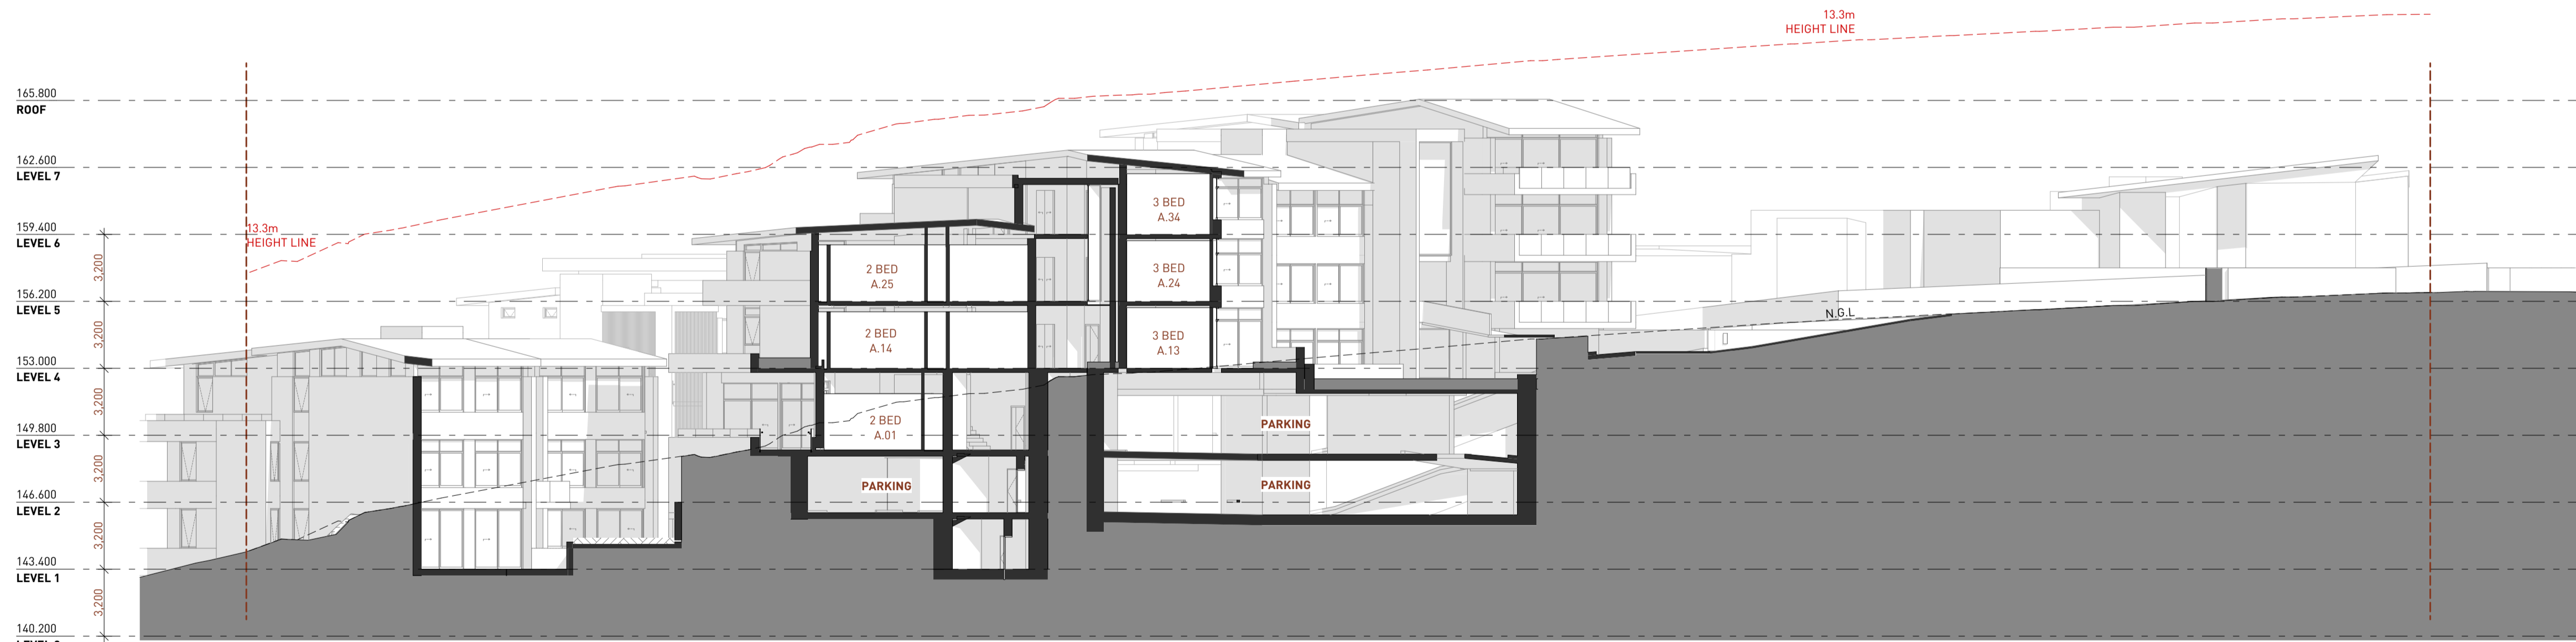 13.3m
HEIGHT LINE
165.800
ROOF
162.600
LEVEL 7
159.400
LEVEL 6
13.3m
HEIGHT LINE
3,200
156.200
LEVEL 5
3,200
153.000
LEVEL 4
3,200
149.800
LEVEL 3
3,200
146.600
LEVEL 2
3,200
143.400
LEVEL 1
3,200
140.200
3 BED
A.34
2 BED
A.25
3 BED
A.24
2 BED
A.14
3 BED
A.13
N.G.L
2 BED
A.01
PARKING
PARKING
PARKING